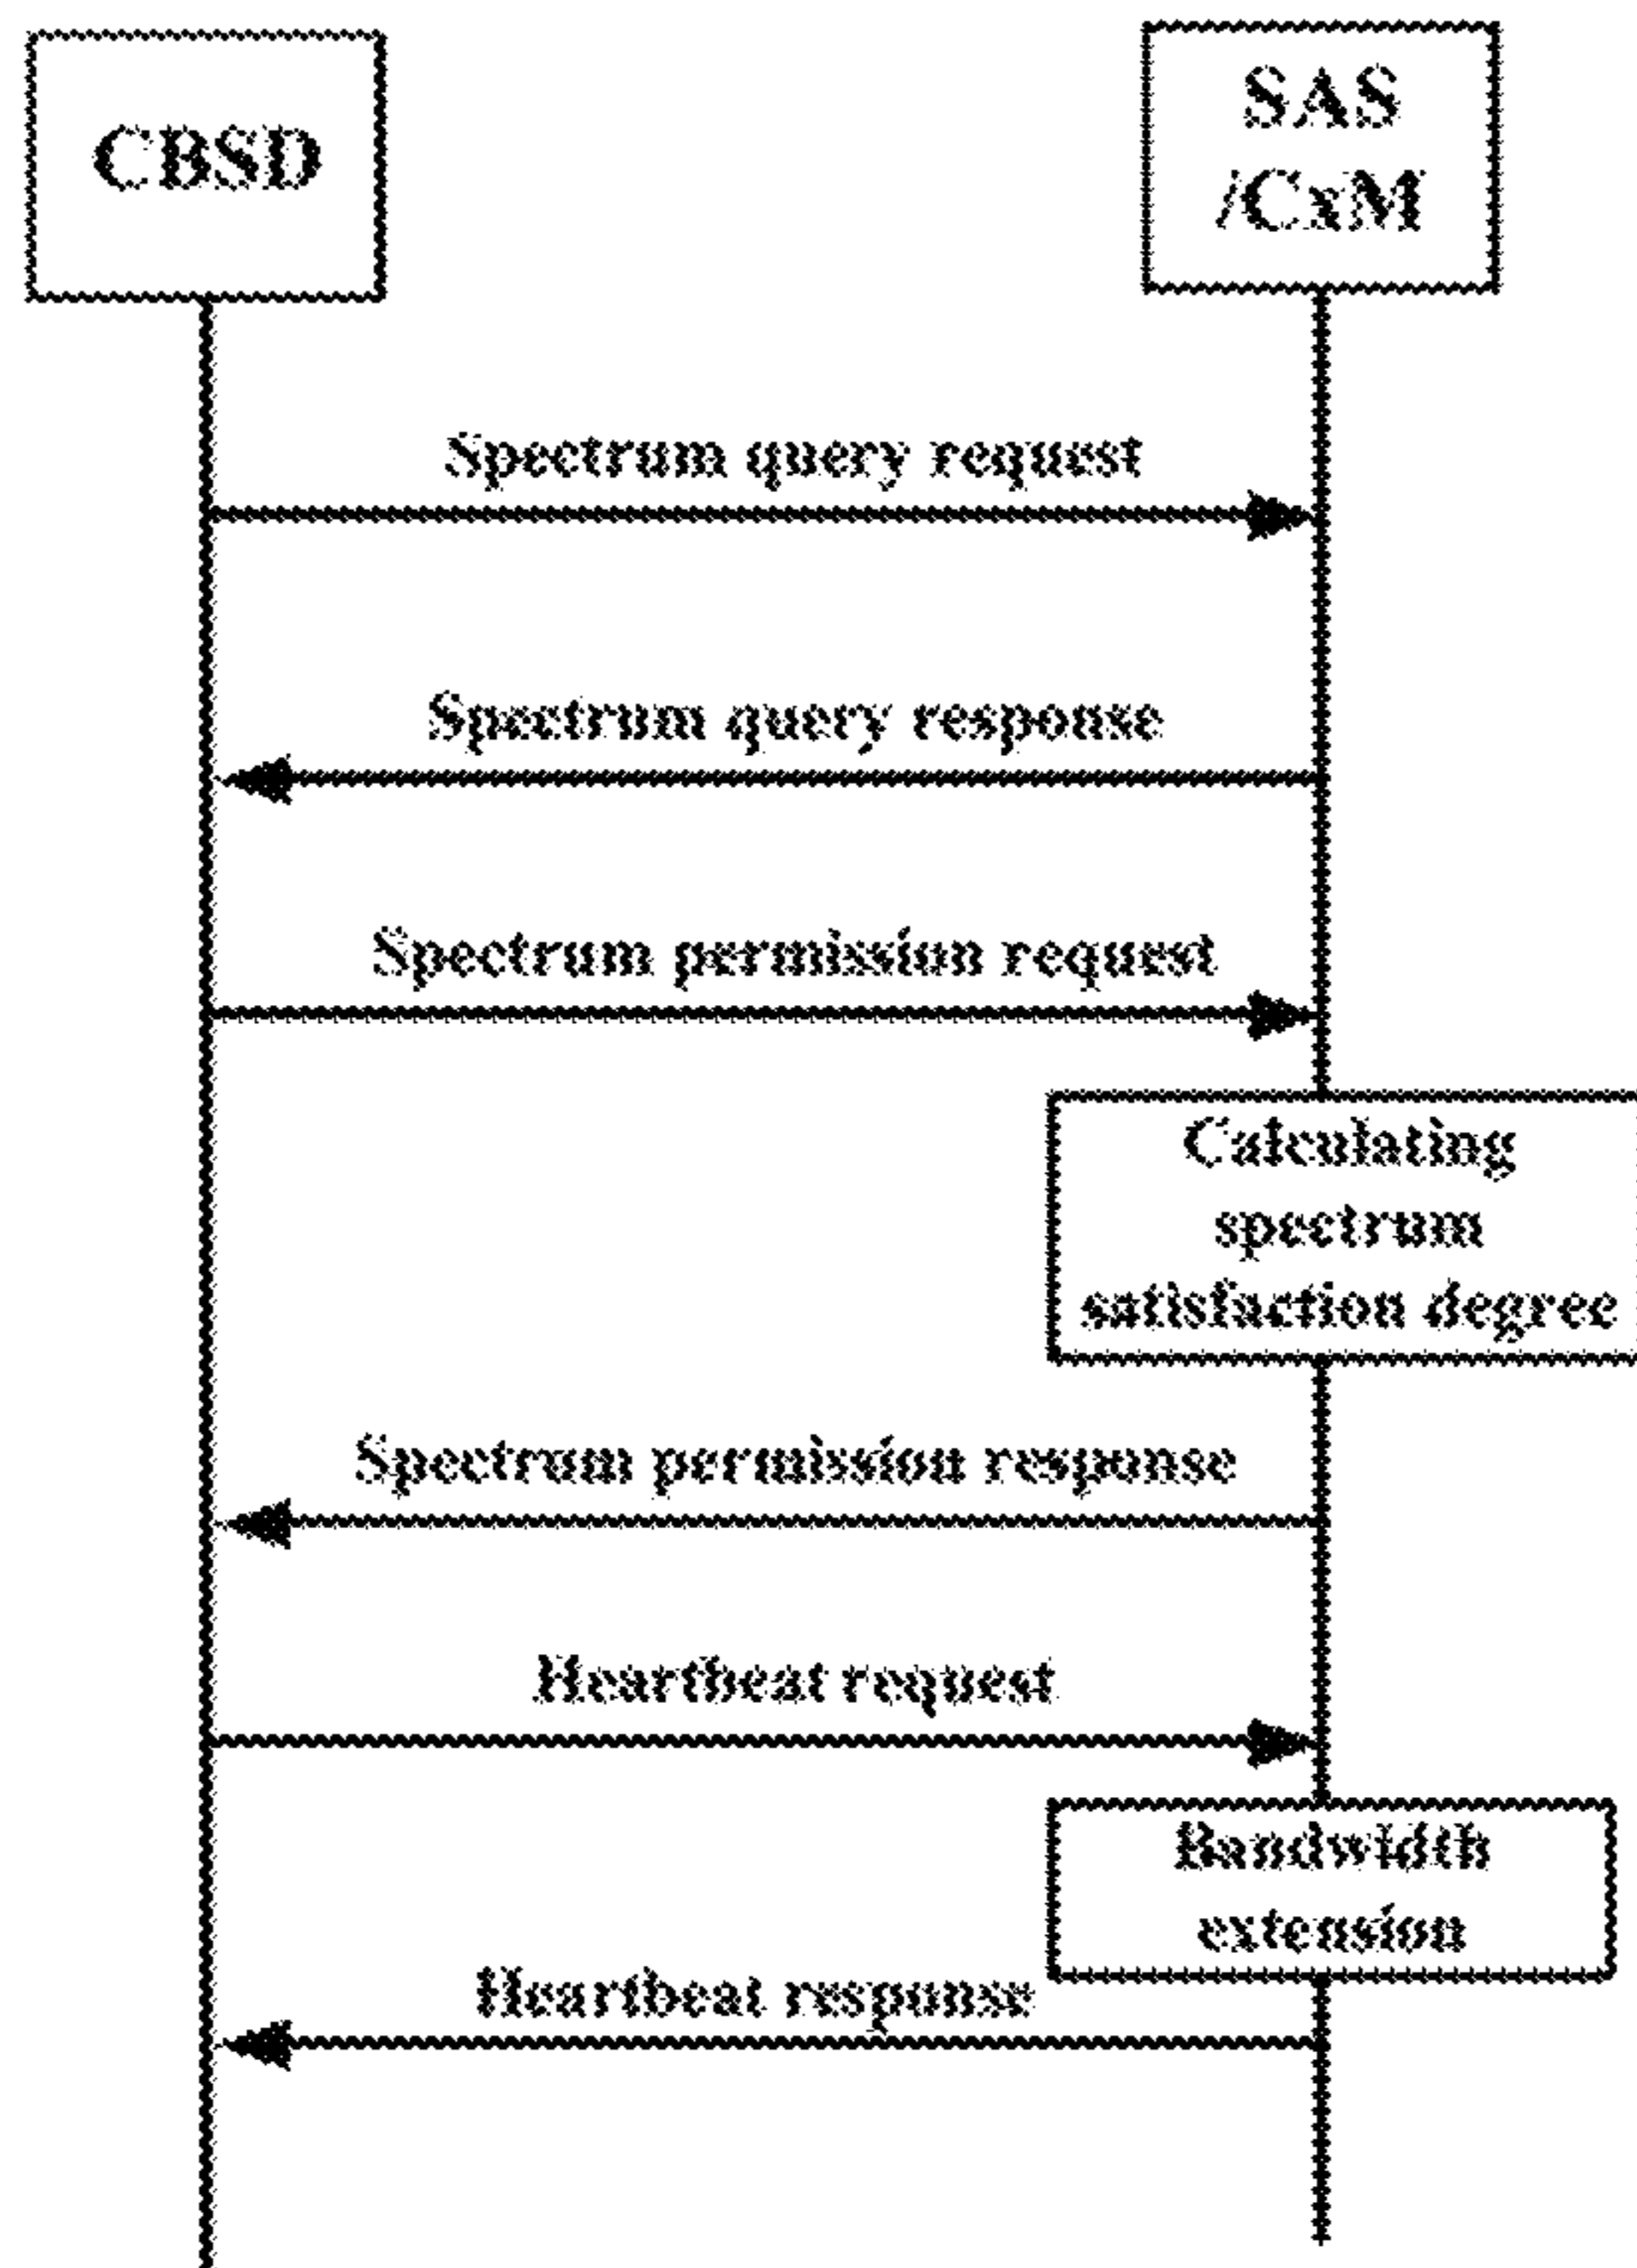 CBSD
SAS
/CxM
Spectrum query request
Spectrum query response
Spectrum permission request
Calculating
spectrum
satisfaction degree
Spectrum permission response
Heartbeat request
Bandwidth
extension
Heartbeat response